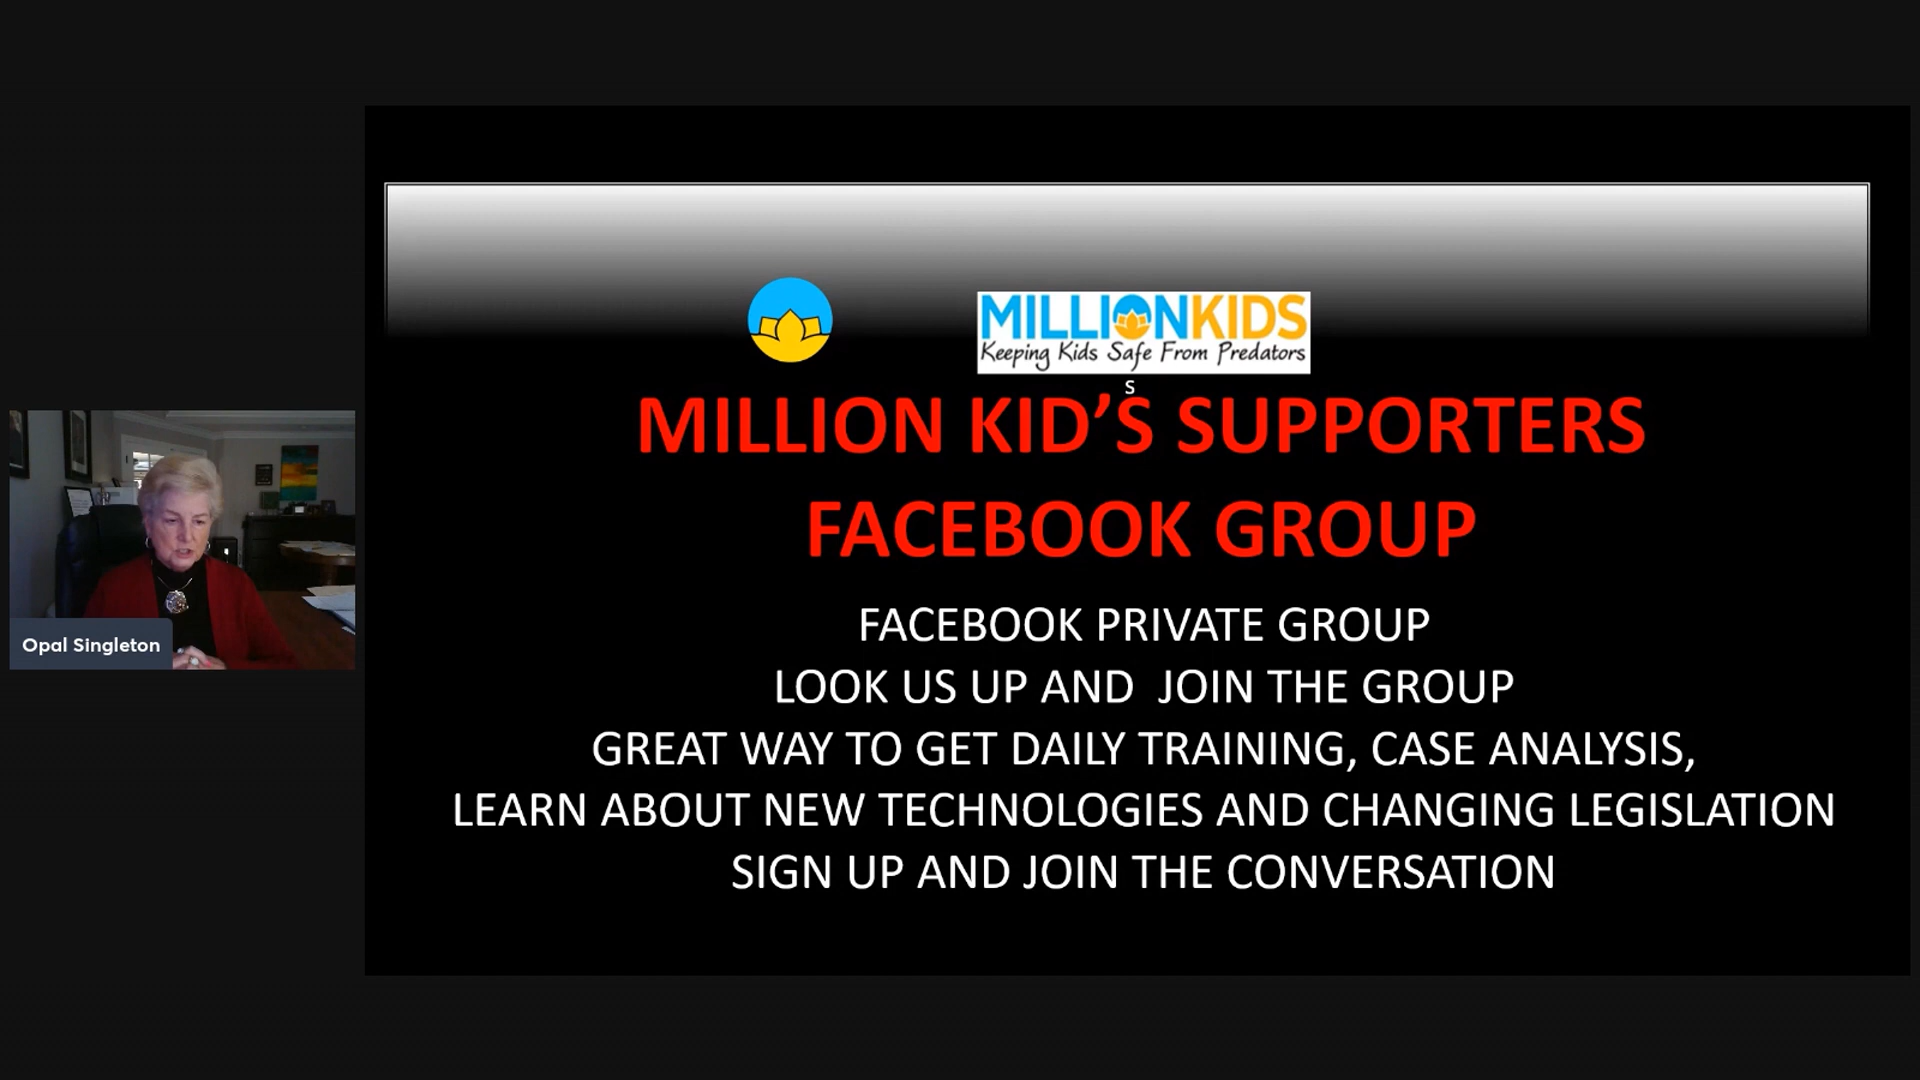 MILLIONKIDS
Keeping Kids Safe From Predators
s
MILLION KID’S SUPPORTERS
FACEBOOK GROUP
FACEBOOK PRIVATE GROUP
LOOK US UP AND  JOIN THE GROUP
GREAT WAY TO GET DAILY TRAINING, CASE ANALYSIS,
LEARN ABOUT NEW TECHNOLOGIES AND CHANGING LEGISLATION
SIGN UP AND JOIN THE CONVERSATION
Opal Singleton